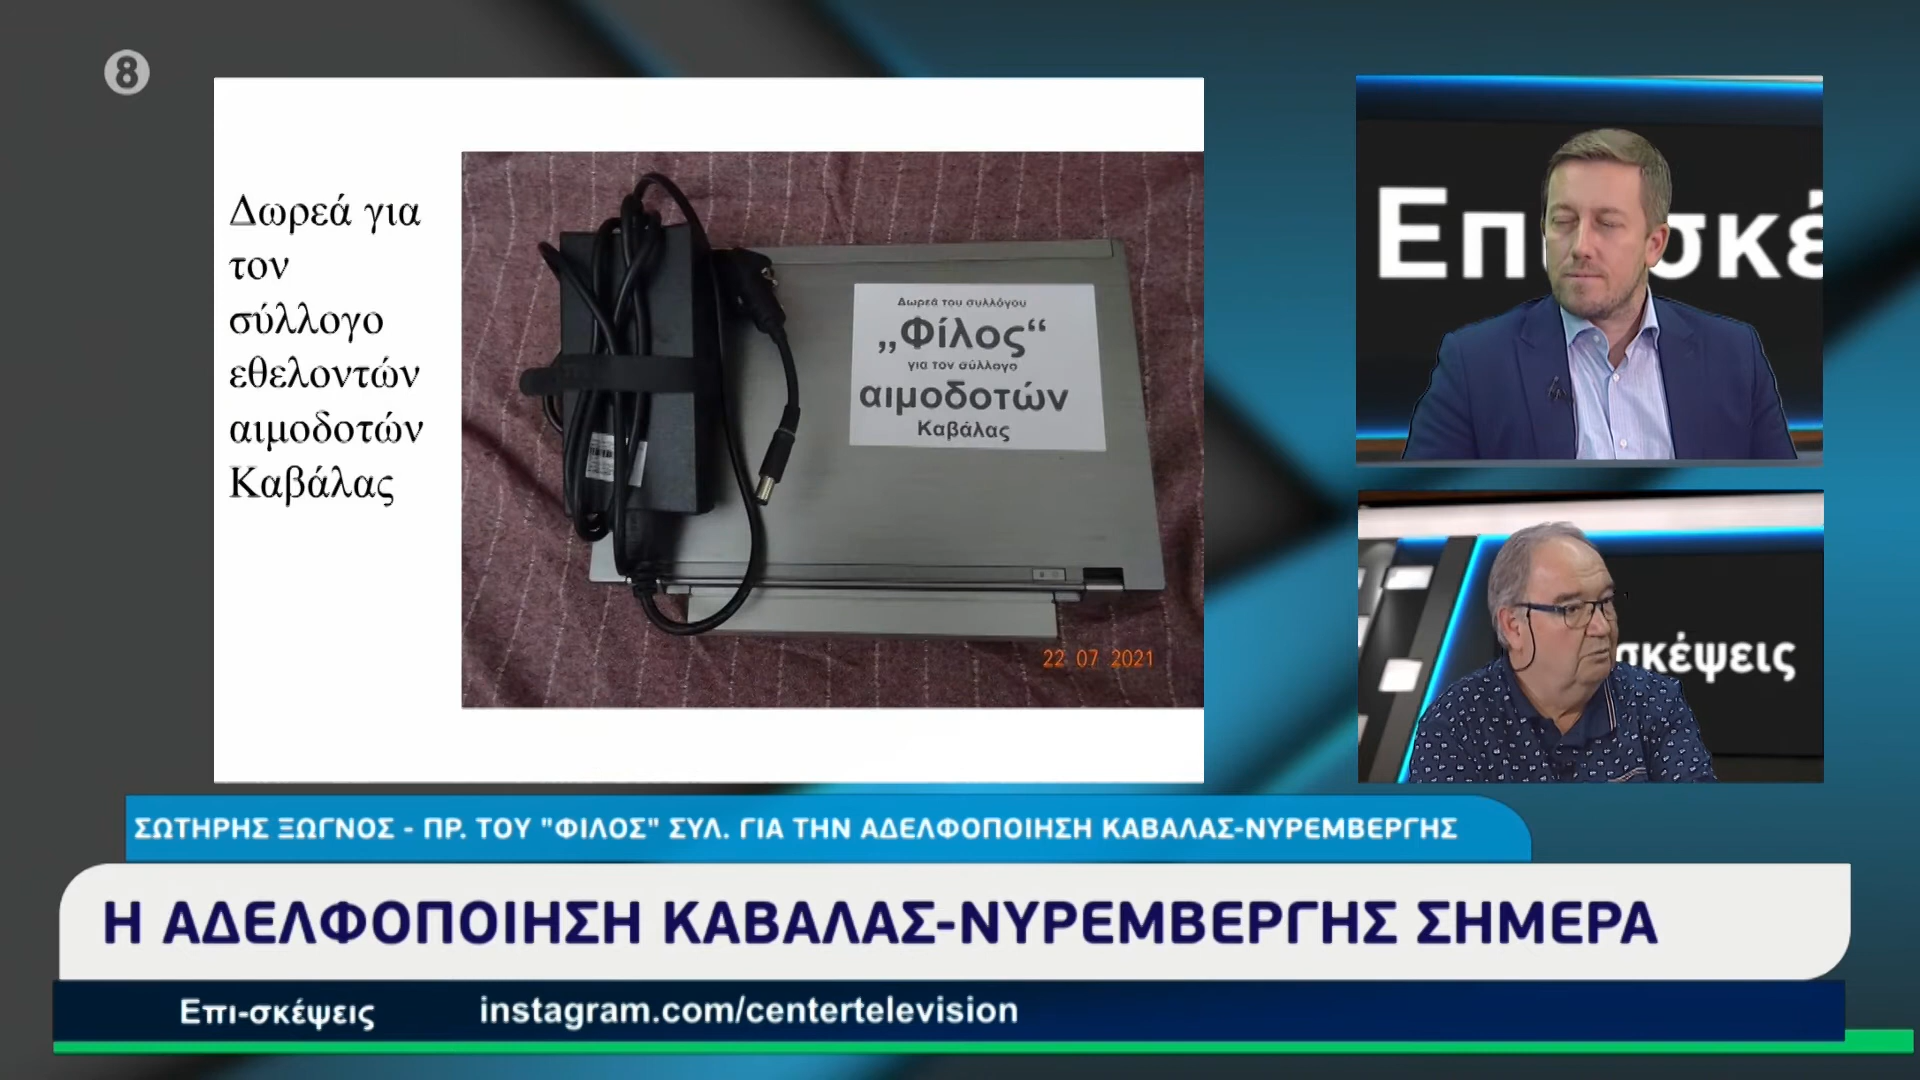 8
Δωρεά για
τον
σύλλογο
εθελοντών
αιμοδοτών
Καβάλας
Δωρεά του συλλόγου
„Φίλος“
για τον σύλλογο
αιμοδοτών
Καβάλας
22 07 2021
σκέψεις
ΣΩΤΗΡΗΣ ΞΩΓΝΟΣ - ΠΡ. ΤΟΥ "ΦΙΛΟΣ" ΣΥΛ. ΓΙΑ ΤΗΝ ΑΔΕΛΦΟΠΟΙΗΣΗ ΚΑΒΑΛΑΣ-ΝΥΡΕΜΒΕΡΓΗΣ
Η ΑΔΕΛΦΟΠΟΙΗΣΗ ΚΑΒΑΛΑΣ-ΝΥΡΕΜΒΕΡΓΗΣ ΣΗΜΕΡΑ
Επι-σκέψεις instagram.com/centertelevision